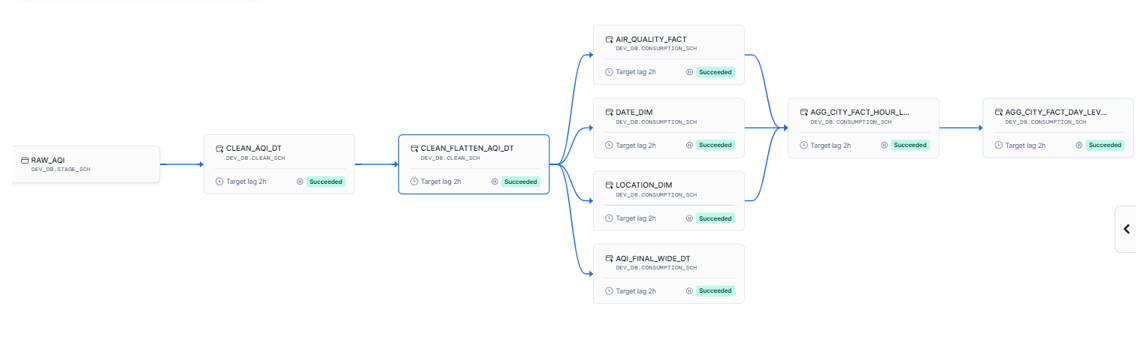 RAW_AQI
DEV_DB.STAGE_SCH
CLEAN_AQI_DT
DEV_DB.CLEAN_SCH
Target lag 2h
Succeeded
CLEAN_FLATTEN_AQI_DT
DEV_DB.CLEAN_SCH
Target lag 2h
Succeeded
AIR_QUALITY_FACT
DEV_DB.CONSUMPTION_SCH
Target lag 2h
Succeeded
DATE_DIM
DEV_DB.CONSUMPTION_SCH
Target lag 2h
Succeeded
LOCATION_DIM
DEV_DB.CONSUMPTION_SCH
Target lag 2h
Succeeded
AQI_FINAL_WIDE_DT
DEV_DB.CONSUMPTION_SCH
Target lag 2h
Succeeded
AGG_CITY_FACT_HOUR_L...
DEV_DB.CONSUMPTION_SCH
Target lag 2h
Succeeded
AGG_CITY_FACT_DAY_LEV...
DEV_DB.CONSUMPTION_SCH
Target lag 2h
Succeeded